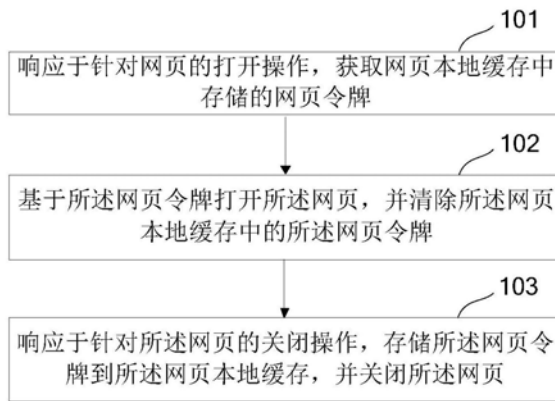 101
响应于针对网页的打开操作，获取网页本地缓存中
存储的网页令牌
102
基于所述网页令牌打开所述网页，并清除所述网页
本地缓存中的所述网页令牌
103
响应于针对所述网页的关闭操作，存储所述网页令
牌到所述网页本地缓存，并关闭所述网页